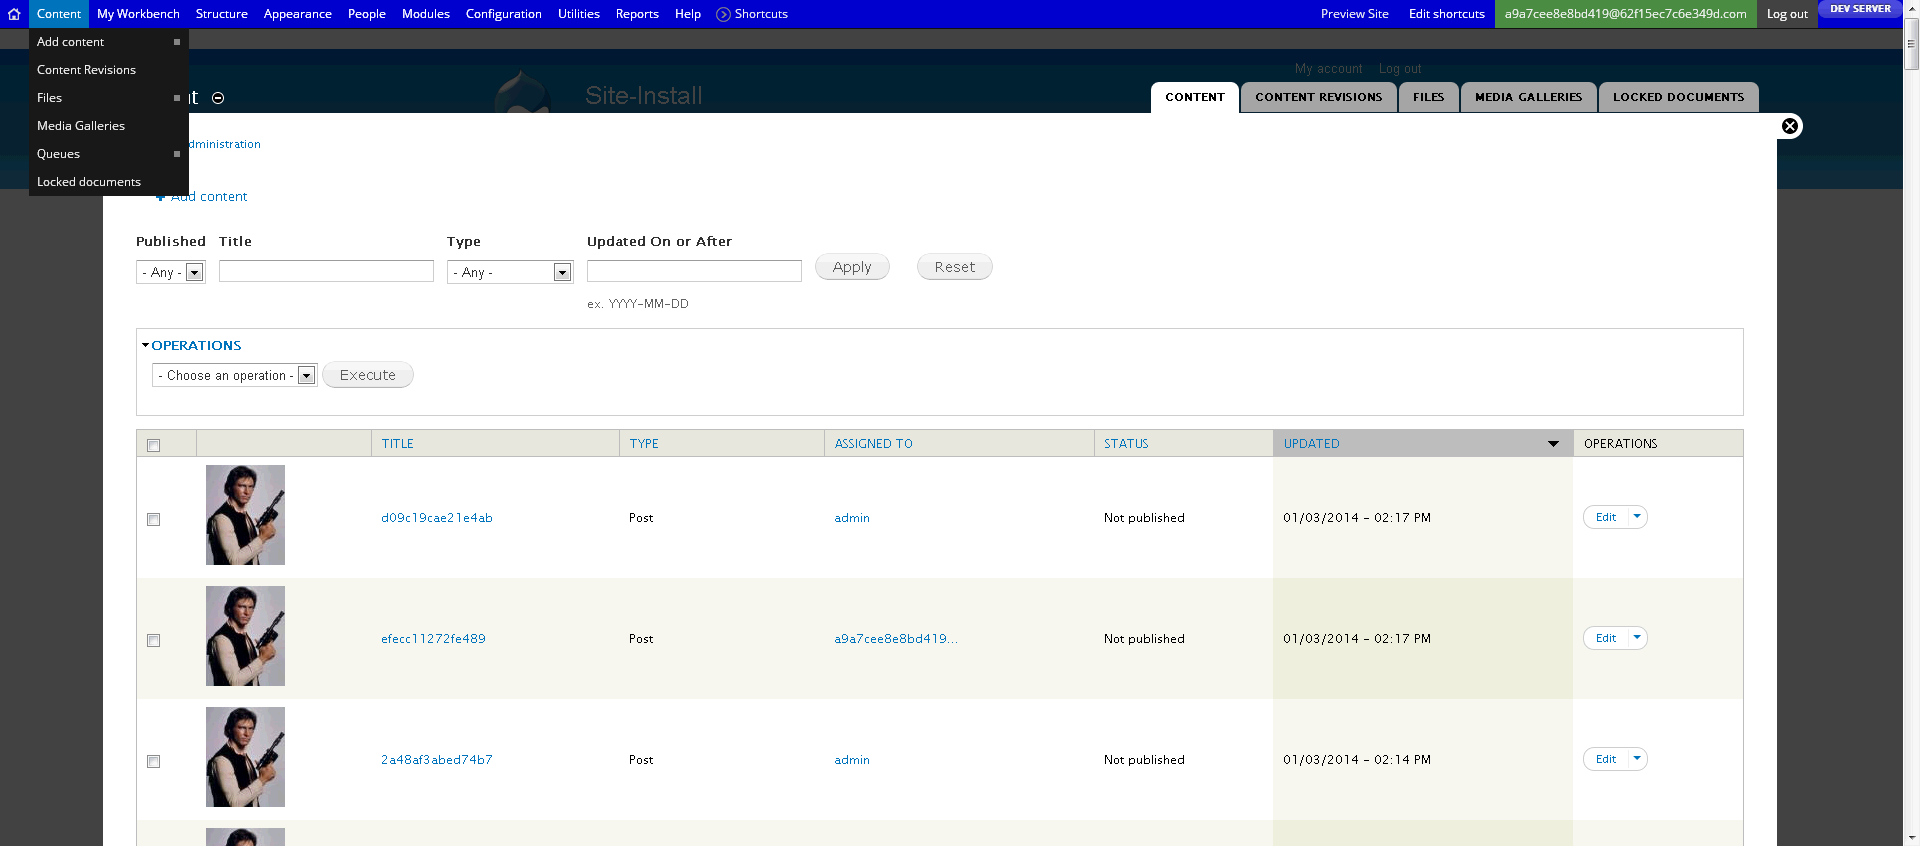 Content My Workbench Structure Appearance People Modules Configuration Utilities Reports Help Shortcuts Preview Site Edit shortcuts a9a7cee8e8bd419@62f15ec7c6e349d.com Log out DEV SERVER
Add content
Content Revisions
Files
Media Galleries
Queues
Locked documents
My account Log out
Site-Install
CONTENT CONTENT REVISIONS FILES MEDIA GALLERIES LOCKED DOCUMENTS
dministration
Add content
Published Title Type Updated On or After
- Any - - Any - Apply Reset
ex. YYYY-MM-DD
OPERATIONS
- Choose an operation - Execute
TITLE TYPE ASSIGNED TO STATUS UPDATED OPERATIONS
d09c19cae21e4ab Post admin Not published 01/03/2014 - 02:17 PM Edit
efecc11272fe489 Post a9a7cee8e8bd419... Not published 01/03/2014 - 02:17 PM Edit
2a48af3abed74b7 Post admin Not published 01/03/2014 - 02:14 PM Edit